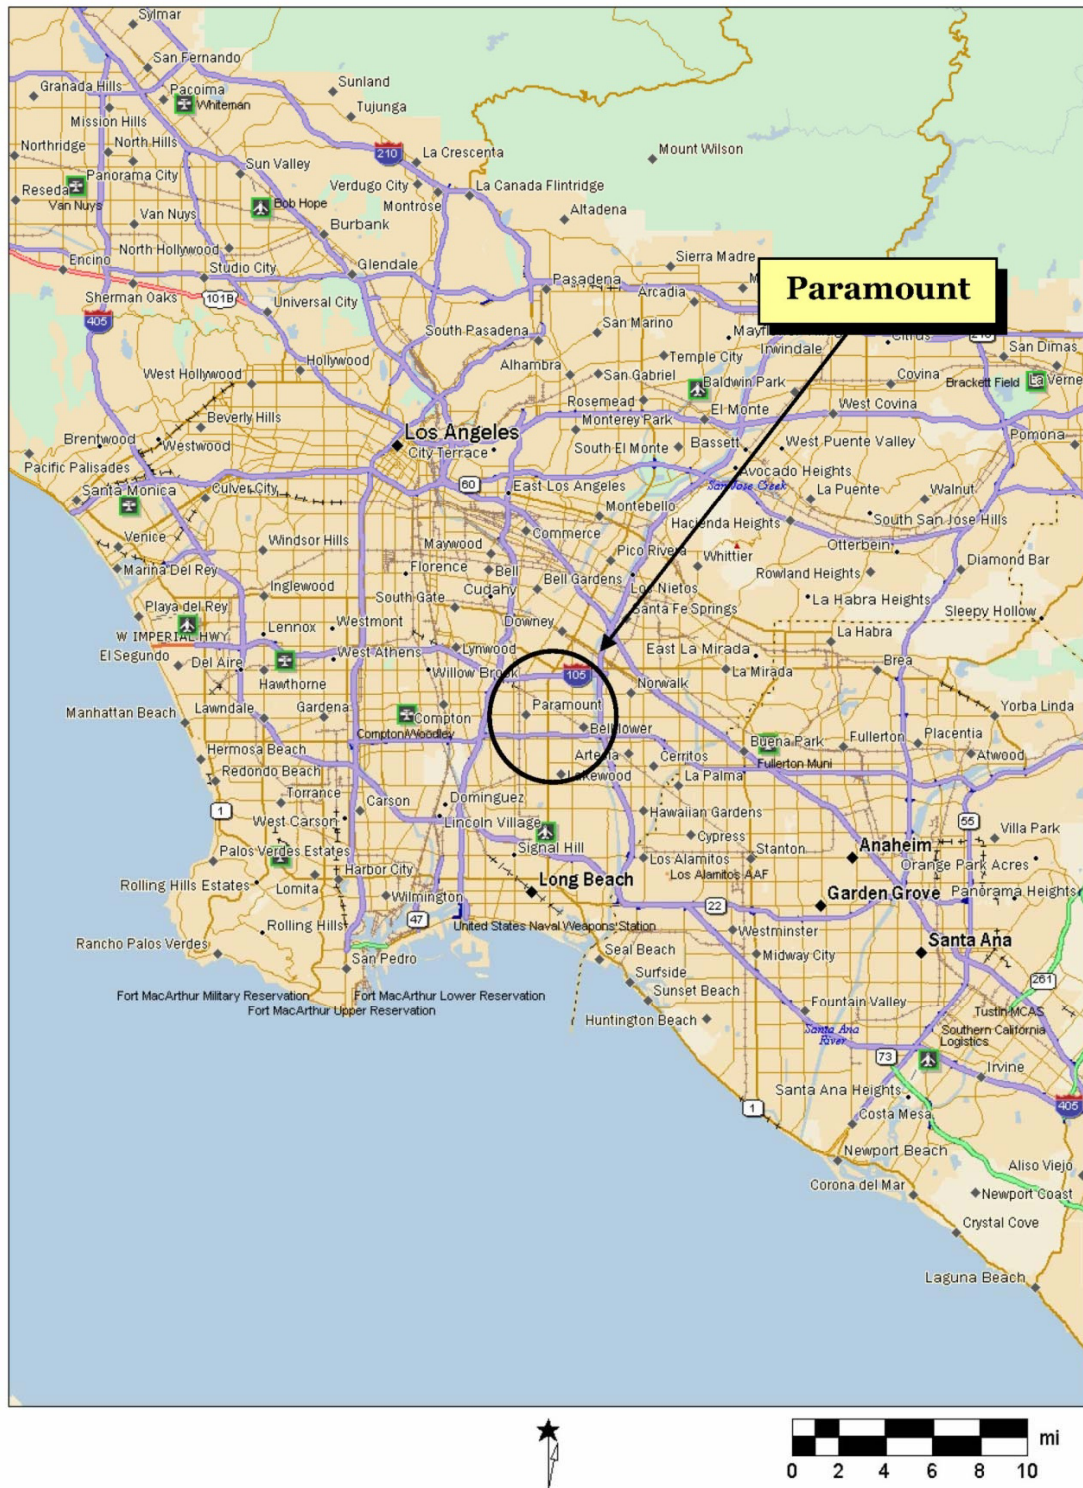 Sylmar
San Fernando
Sunland
Granada Hills
Pacoima
Whiteman
Tujunga
Mission Hills
Northridge
North Hills
210
La Crescenta
Mount Wilson
Sun Valley
Panorama City
Reseda
Van Nuys
Verdugo City
La Canada Flintridge
Bob Hope
Montrose
Van Nuys
Burbank
Altadena
North Hollywood
Encino
Studio City
Glendale
Sierra Madre
Pasadena
Paramount
Sherman Oaks
101B
Universal City
Arcadia
405
South Pasadena
San Marino
Irwindale
Citrus
San Dimas
Hollywood
Alhambra
Temple City
West Hollywood
San Gabriel
Baldwin Park
Covina
Brackett Field
La Verne
Rosemead
Beverly Hills
El Monte
West Covina
Monterey Park
Brentwood
Westwood
Los Angeles
City Terrace
South El Monte
Bassett
West Puente Valley
Pomona
Pacific Palisades
Avocado Heights
60
San Jose Creek
Santa Monica
Culver City
East Los Angeles
La Puente
Walnut
Montebello
Hacienda Heights
South San Jose Hills
Venice
Windsor Hills
Commerce
Maywood
Pico Rivera
Whittier
Otterbein
Diamond Bar
Marina Del Rey
Florence
Bell
Bell Gardens
Rowland Heights
Inglewood
Cudahy
Los Nietos
South Gate
La Habra Heights
Playa del Rey
Santa Fe Springs
Sleepy Hollow
W IMPERIAL HWY
Lennox
Westmont
Downey
La Habra
El Segundo
Lynwood
East La Mirada
Del Aire
West Athens
La Mirada
Brea
Hawthorne
Willow Brook
105
Norwalk
Manhattan Beach
Lawndale
Gardena
Compton
Paramount
Yorba Linda
Compton/Woodley
Bellflower
Hermosa Beach
Buena Park
Fullerton
Placentia
Artesia
Cerritos
Fullerton Muni
Atwood
Redondo Beach
Lakewood
La Palma
Torrance
Carson
Dominguez
1
West Carson
Lincoln Village
Hawaiian Gardens
55
Villa Park
Signal Hill
Cypress
Anaheim
Palos Verdes Estates
Los Alamitos
Stanton
Orange Park Acres
Harbor City
Los Alamitos AAF
Rolling Hills Estates
Lomita
Long Beach
Garden Grove
Panorama Heights
Wilmington
22
47
United States Naval Weapons Station
Rolling Hills
Westminster
Santa Ana
Rancho Palos Verdes
San Pedro
Seal Beach
Midway City
Surfside
261
Fort MacArthur Military Reservation
Fort MacArthur Lower Reservation
Sunset Beach
Fountain Valley
Fort MacArthur Upper Reservation
Tustin MCAS
Huntington Beach
Santa Ana
River
Southern California
Logistics
73
Irvine
Santa Ana Heights
1
405
Costa Mesa
Newport Beach
Aliso Viejo
Corona del Mar
Newport Coast
Crystal Cove
Laguna Beach
mi
0 2 4 6 8 10